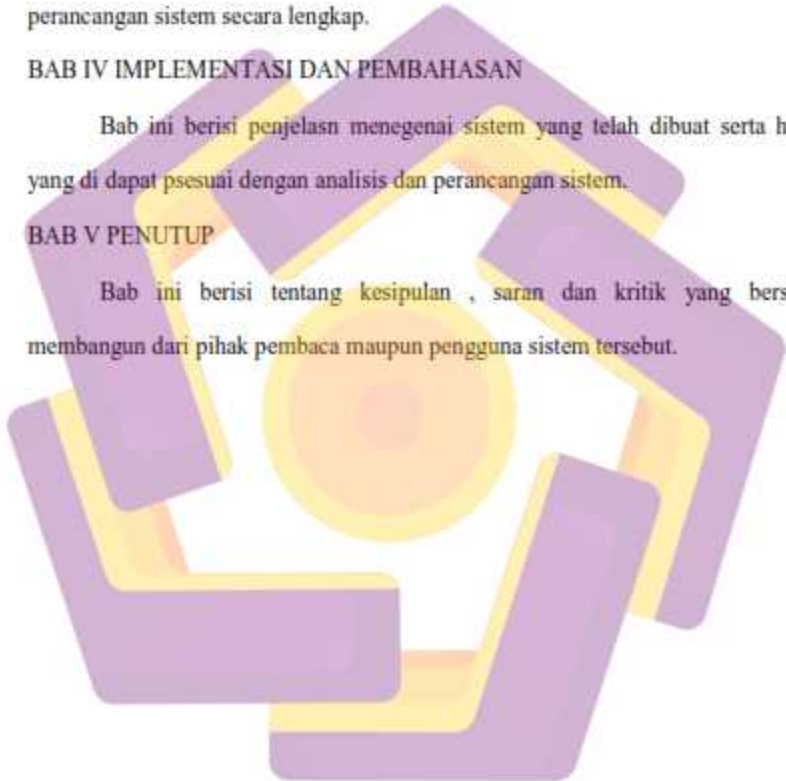 perancangan sistem secara lengkap.
BAB IV IMPLEMENTASI DAN PEMBAHASAN
Bab ini berisi penjelasn menegenai sistem yang telah dibuat serta h
yang di dapat psesuai dengan analisis dan perancangan sistem.
BAB V PENUTUP
Bab ini berisi tentang kesipulan , saran dan kritik yang bers
membangun dari pihak pembaca maupun pengguna sistem tersebut.